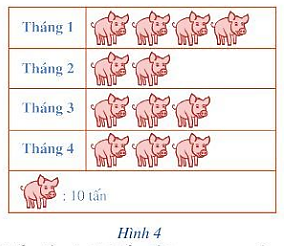 Tháng 1
Tháng 2
Tháng 3
Tháng 4
: 10 tấn
Hình 4